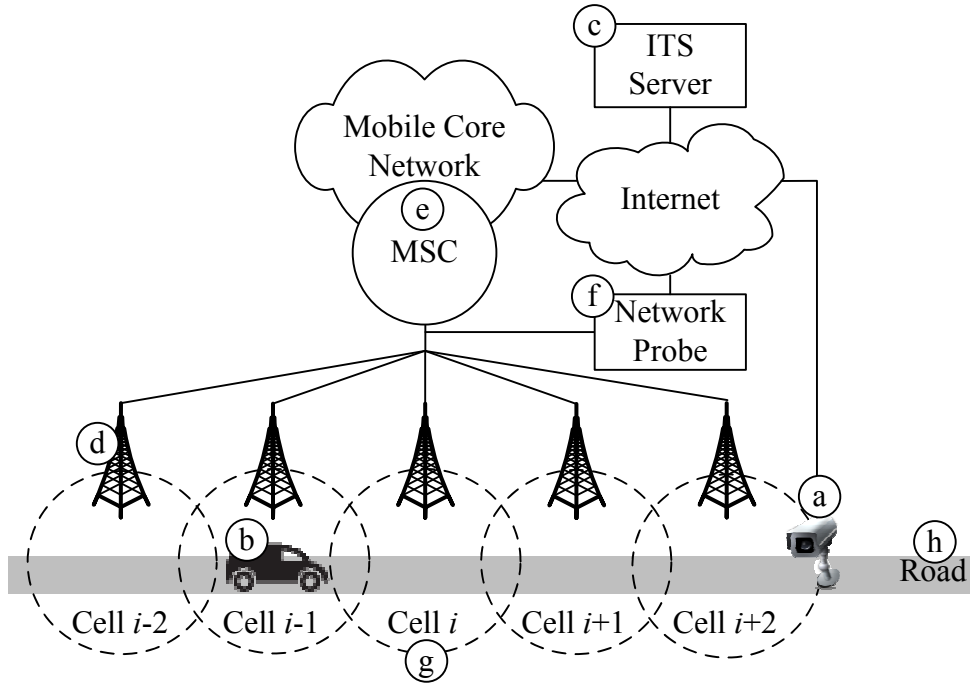 c
ITS
Server
Mobile Core
Network
e
MSC
Internet
f
Network
Probe
d
a
b
h
Road
Cell i-2
Cell i-1
Cell i
Cell i+1
Cell i+2
g